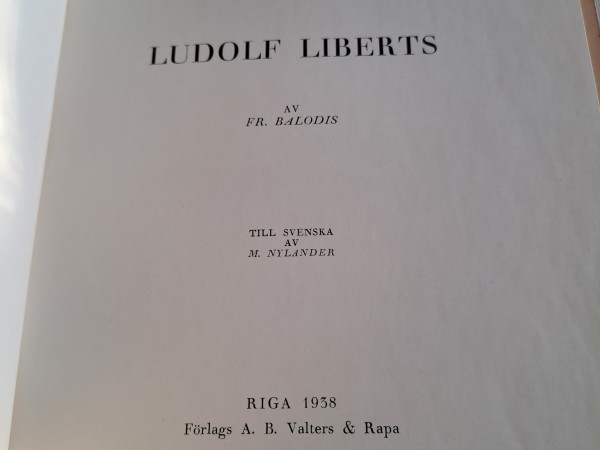 LUDOLF LIBERTS
AV
FR. BALODIS
TILL SVENSKA
AV
M. NYLANDER
RIGA 1938
Förlags A. B. Valters & Rapa